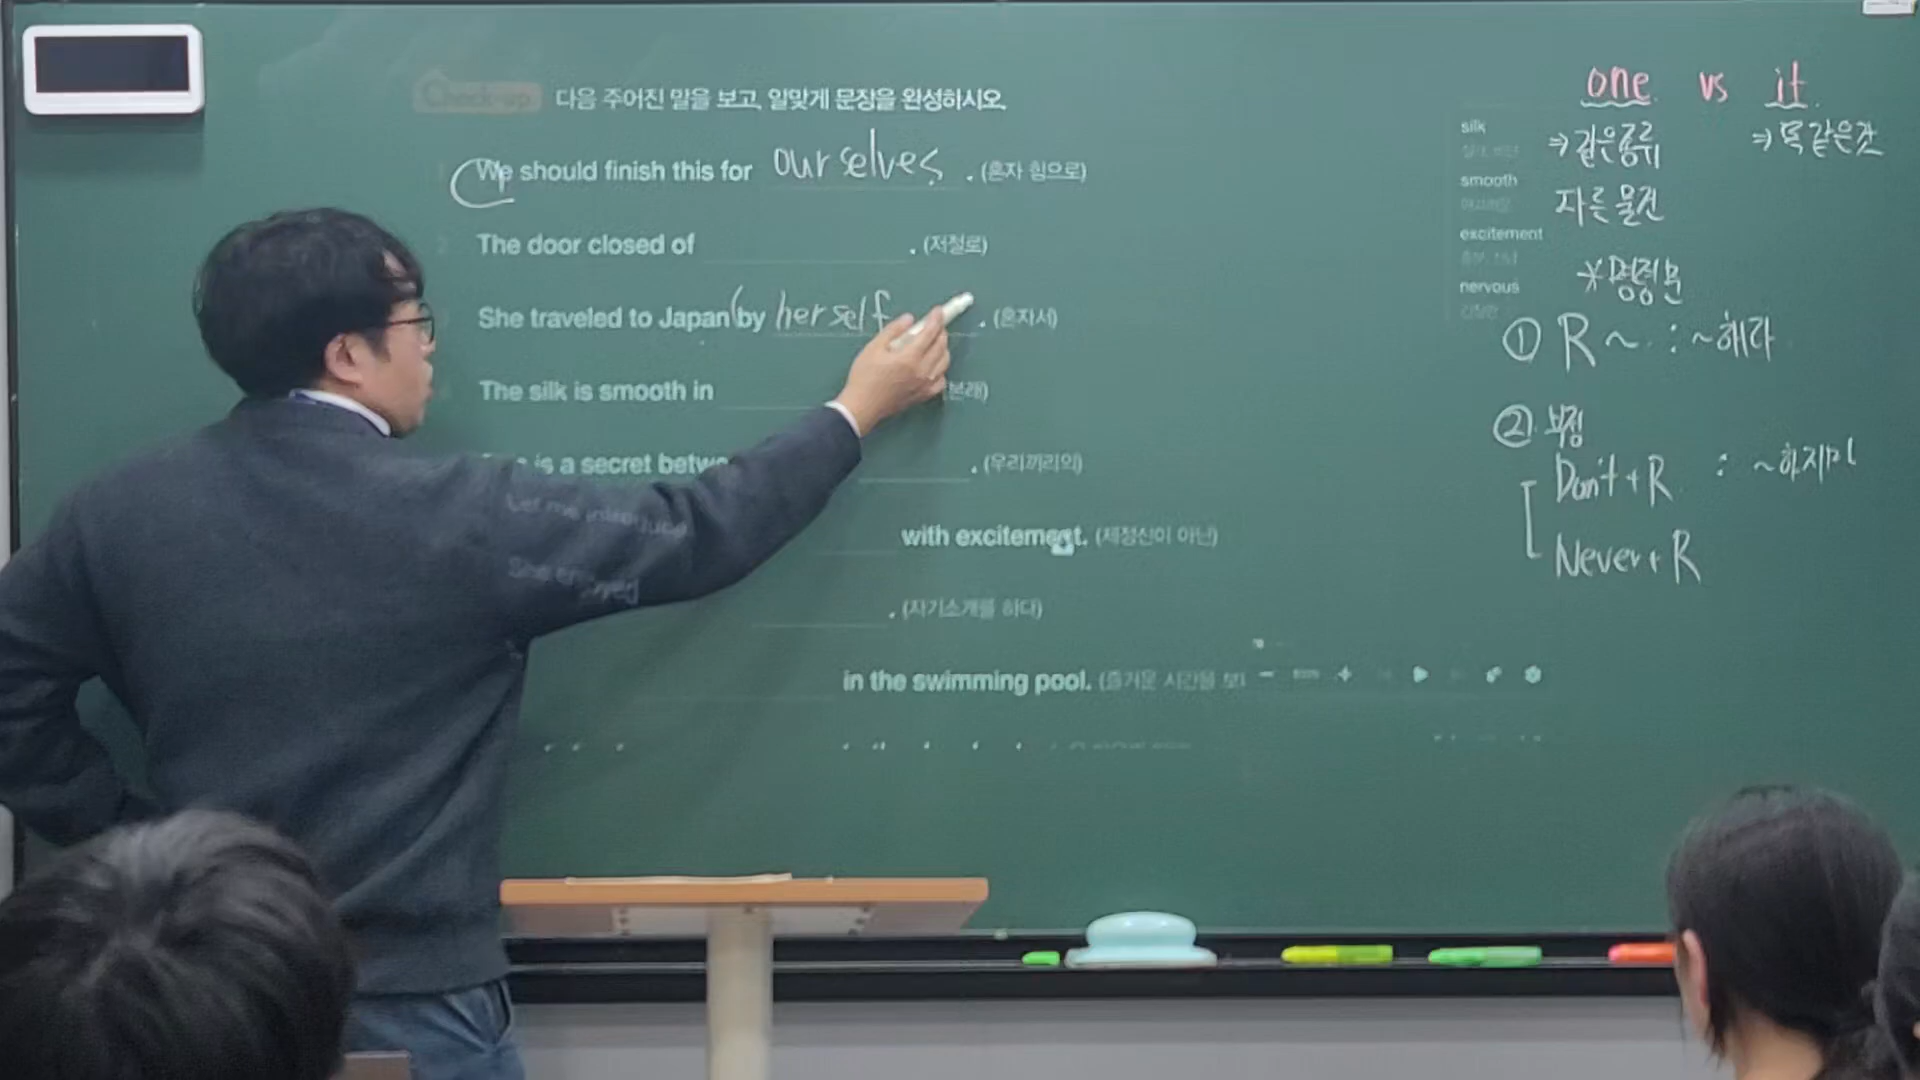 Check-up 다음 주어진 말을 보고, 알맞게 문장을 완성하시오.
We should finish this for ourselves. (혼자 힘으로)
2 The door closed of . (저절로)
She traveled to Japan (by herself . (혼자서)
The silk is smooth in (본래)
is a secret . (우리끼리의)
with excitement. (제정신이 아닌)
Let me introduce . (자기소개를 하다)
She enjoyed in the swimming pool. (즐거운 시간을 보
silk
smooth
excitement
nervous
one vs it
⇒ 같은종류 ⇒ 똑같은것
다른물건
*명령문
① R ~ : ~해라
② 부정
Don't + R : ~하지마
Never + R